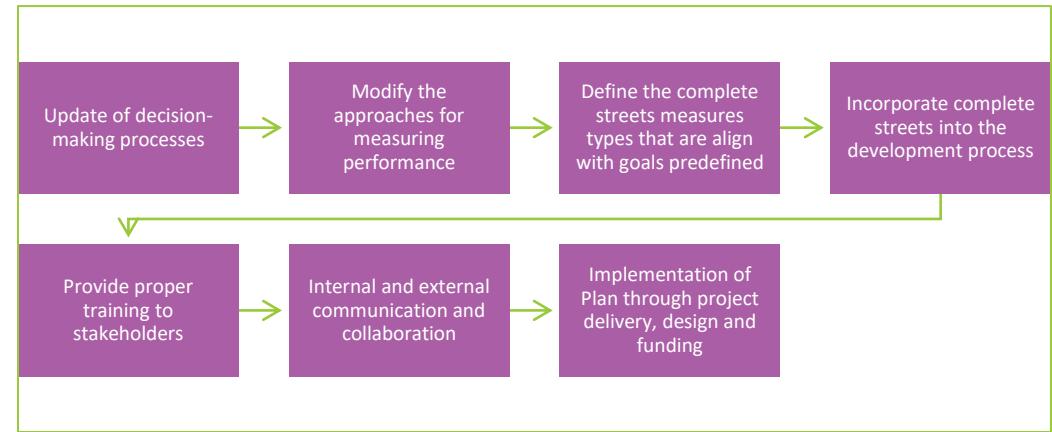 Update of decision-
making processes
Modify the
approaches for
measuring
performance
Define the complete
streets measures
types that are align
with goals predefined
Incorporate complete
streets into the
development process
Provide proper
training to
stakeholders
Internal and external
communication and
collaboration
Implementation of
Plan through project
delivery, design and
funding